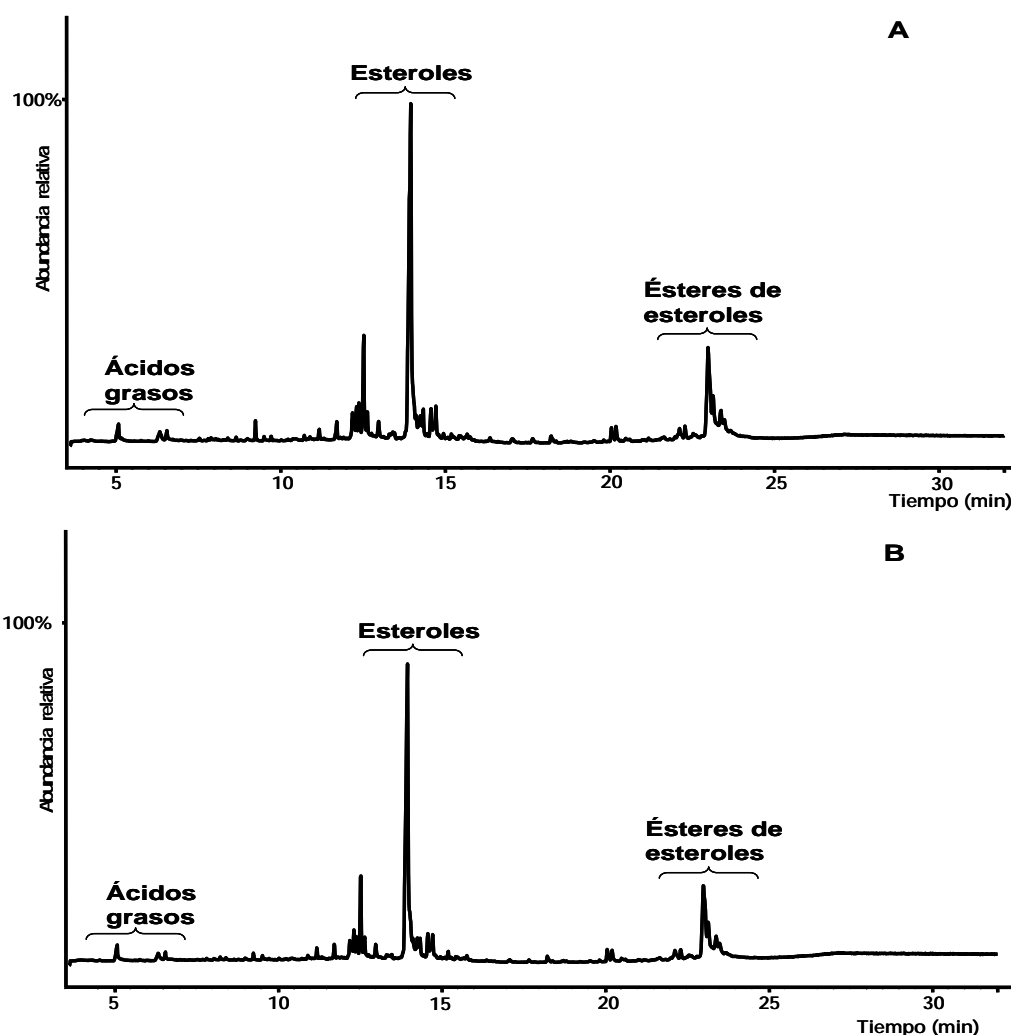 A
Esteroles
100%
Abundancia relativa
Ésteres de
esteroles
Ácidos
grasos
5 10 15 20 25 30
Tiempo (min)
B
100%
Esteroles
Abundancia relativa
Ésteres de
esteroles
Ácidos
grasos
5 10 15 20 25 30
Tiempo (min)